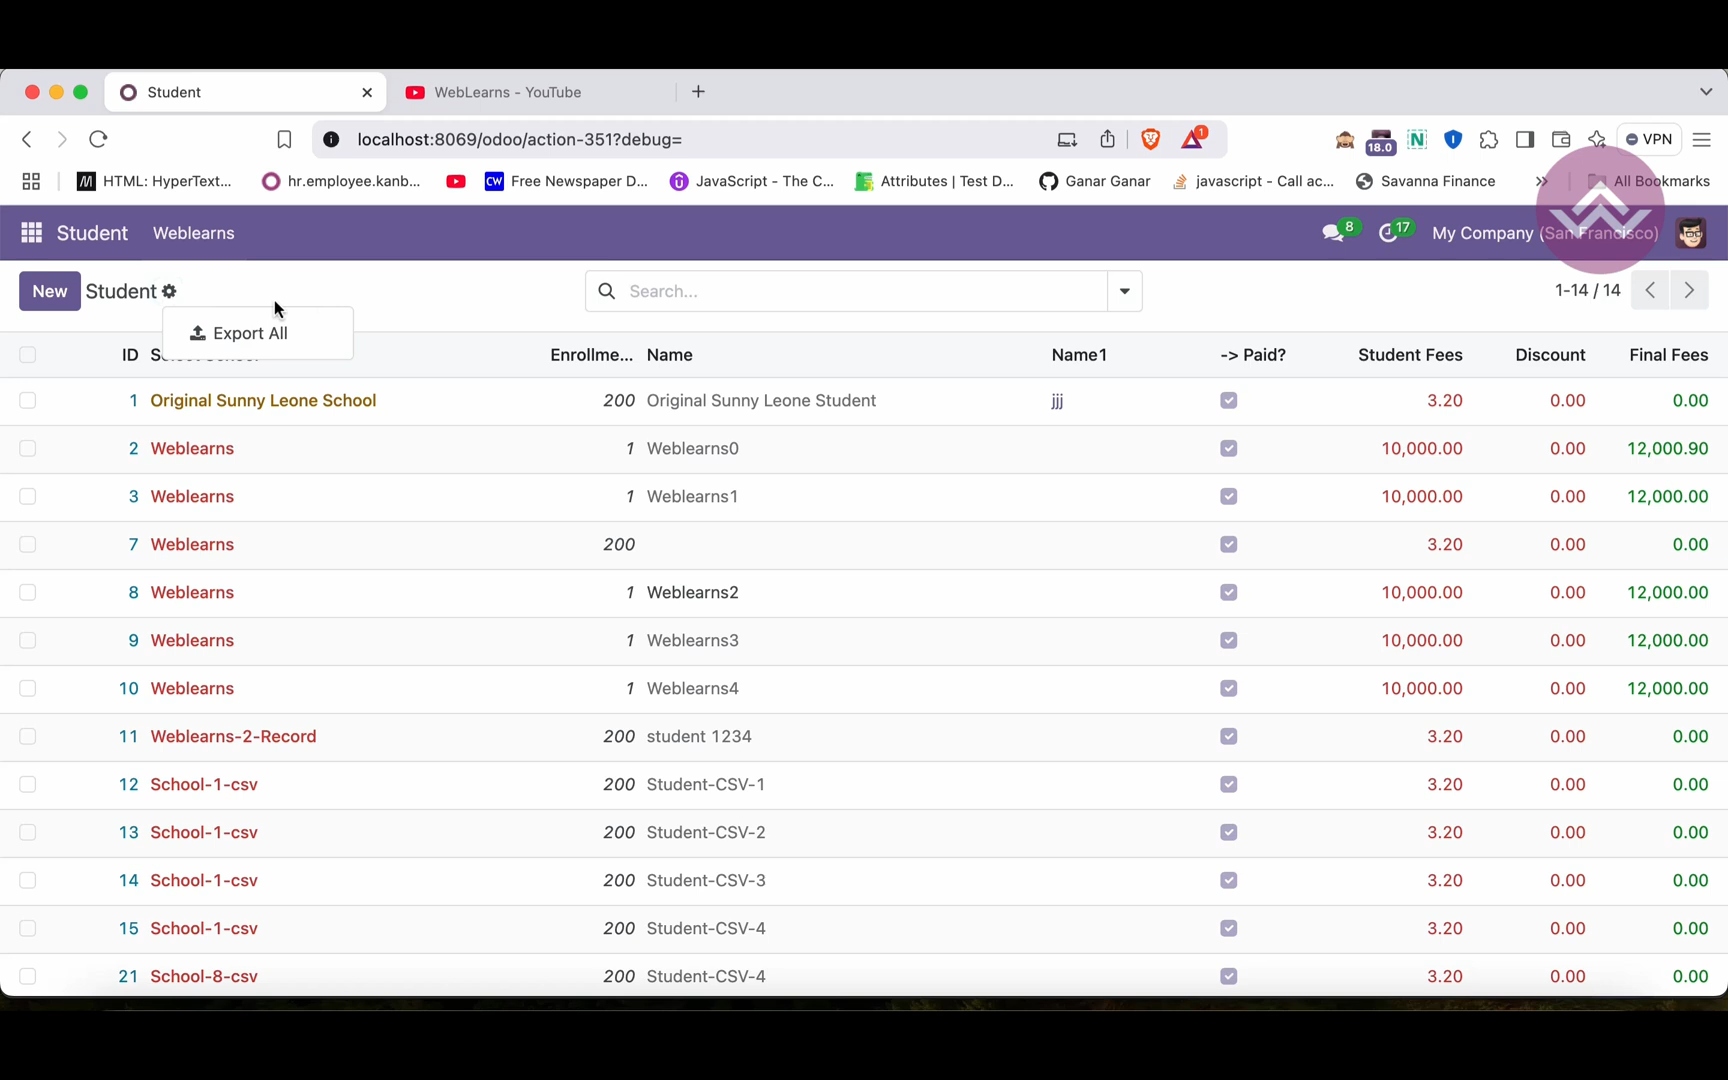 Student
WebLearns - YouTube
localhost:8069/odoo/action-351?debug=
1
18.0
N
VPN
HTML: HyperText...
hr.employee.kanb...
CW Free Newspaper D...
JavaScript - The C...
Attributes | Test D...
Ganar Ganar
javascript - Call ac...
Savanna Finance
All Bookmarks
Student Weblearns
8
17
My Company (San Francisco)
New Student
Search...
1-14 / 14
Export All
ID Enrollme... Name Name1 -> Paid? Student Fees Discount Final Fees
1 Original Sunny Leone School 200 Original Sunny Leone Student jjj 3.20 0.00 0.00
2 Weblearns 1 Weblearns0 10,000.00 0.00 12,000.90
3 Weblearns 1 Weblearns1 10,000.00 0.00 12,000.00
7 Weblearns 200 3.20 0.00 0.00
8 Weblearns 1 Weblearns2 10,000.00 0.00 12,000.00
9 Weblearns 1 Weblearns3 10,000.00 0.00 12,000.00
10 Weblearns 1 Weblearns4 10,000.00 0.00 12,000.00
11 Weblearns-2-Record 200 student 1234 3.20 0.00 0.00
12 School-1-csv 200 Student-CSV-1 3.20 0.00 0.00
13 School-1-csv 200 Student-CSV-2 3.20 0.00 0.00
14 School-1-csv 200 Student-CSV-3 3.20 0.00 0.00
15 School-1-csv 200 Student-CSV-4 3.20 0.00 0.00
21 School-8-csv 200 Student-CSV-4 3.20 0.00 0.00